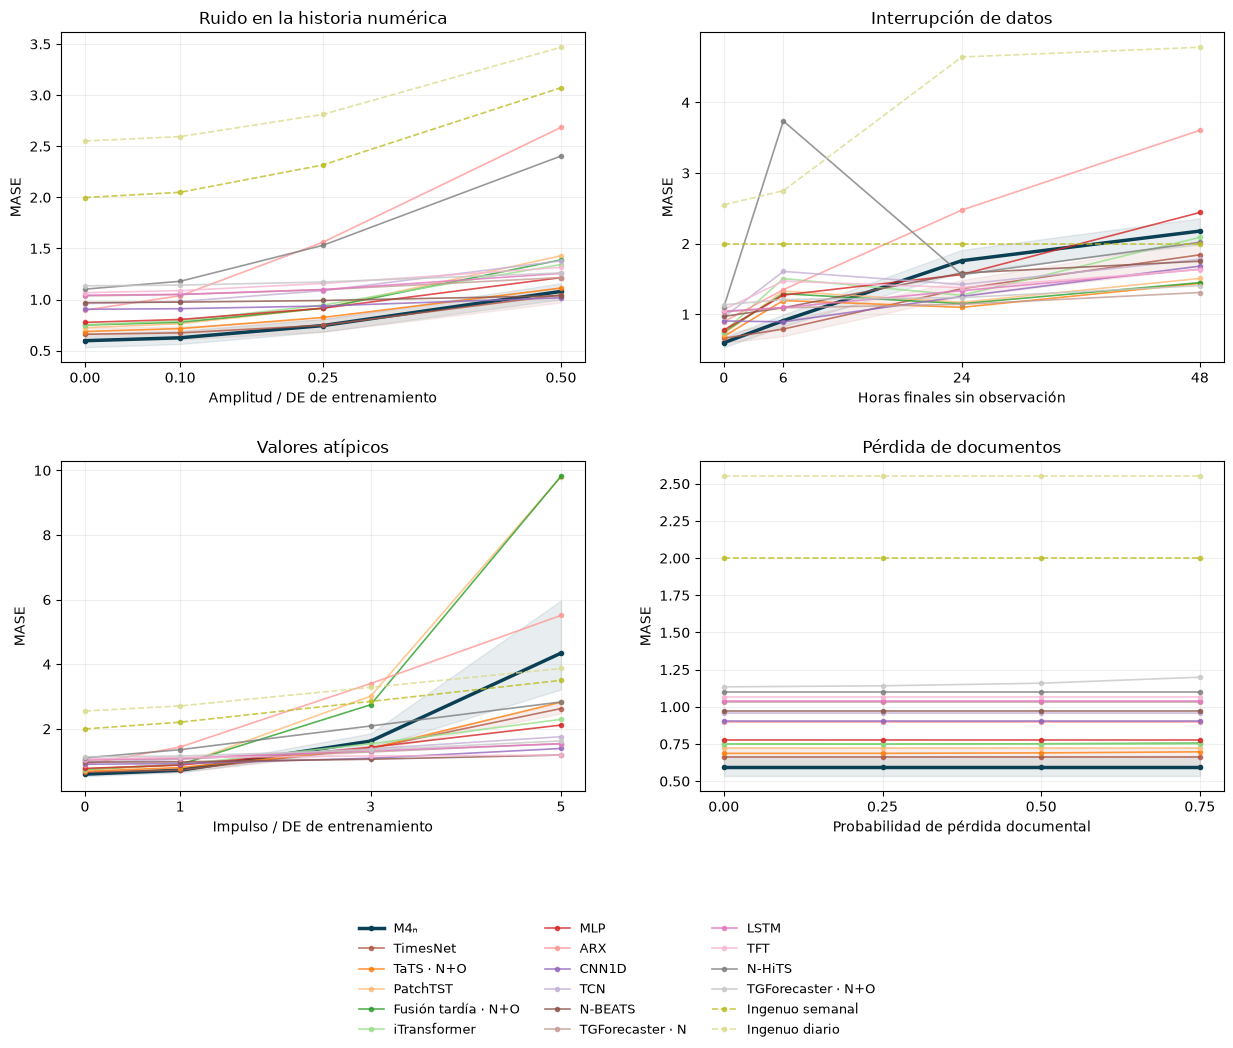 Ruido en la historia numérica
3.5
3.0
2.5
2.0
1.5
1.0
0.5
MASE
0.00 0.10 0.25 0.50
Amplitud / DE de entrenamiento
Interrupción de datos
4
3
2
1
MASE
0 6 24 48
Horas finales sin observación
Valores atípicos
10
8
6
4
2
MASE
0 1 3 5
Impulso / DE de entrenamiento
Pérdida de documentos
2.50
2.25
2.00
1.75
1.50
1.25
1.00
0.75
0.50
MASE
0.00 0.25 0.50 0.75
Probabilidad de pérdida documental
M4ₙ
TimesNet
TaTS · N+O
PatchTST
Fusión tardía · N+O
iTransformer
MLP
ARX
CNN1D
TCN
N-BEATS
TGForecaster · N
LSTM
TFT
N-HiTS
TGForecaster · N+O
Ingenuo semanal
Ingenuo diario